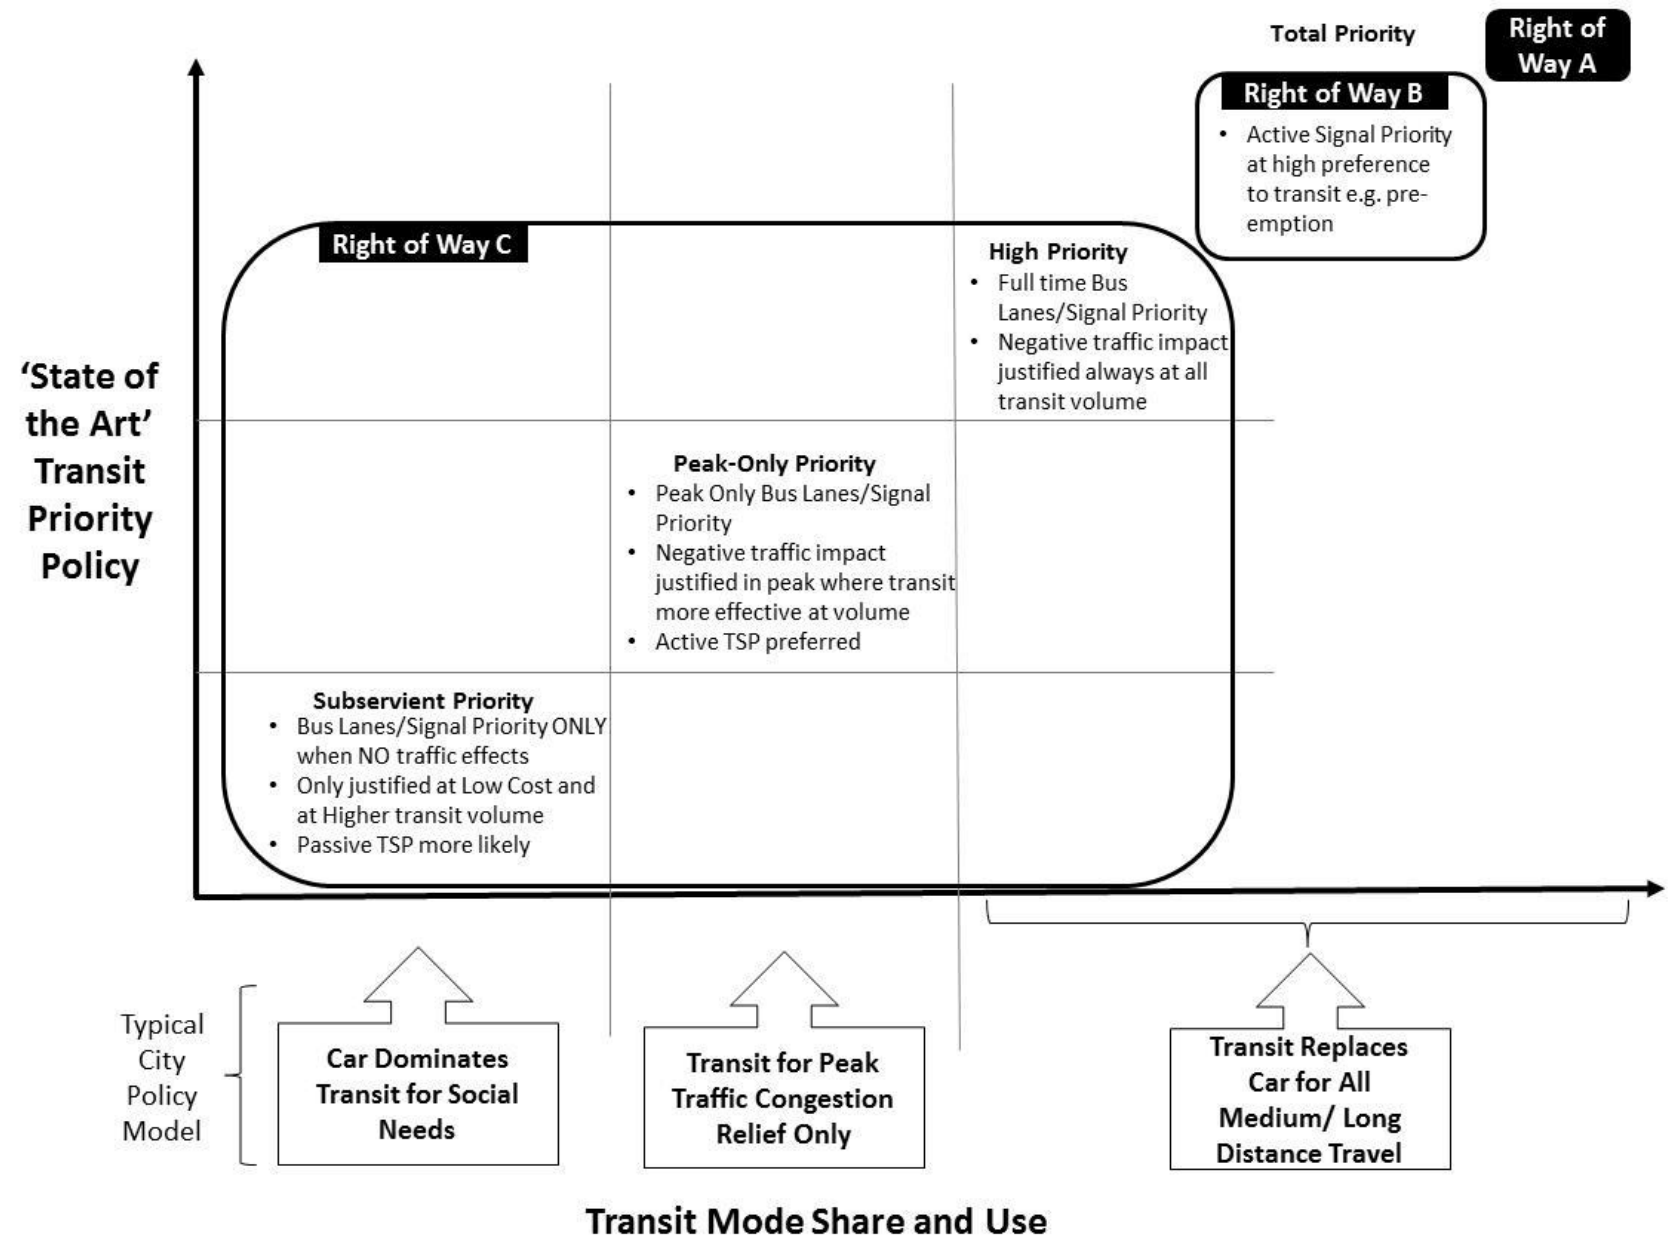 Total Priority
Right of
Way A
Right of Way B
• Active Signal Priority
at high preference
to transit e.g. pre-
emption
Right of Way C
High Priority
• Full time Bus
Lanes/Signal Priority
• Negative traffic impact
justified always at all
transit volume
‘State of
the Art’
Transit
Priority
Policy
Peak-Only Priority
• Peak Only Bus Lanes/Signal
Priority
• Negative traffic impact
justified in peak where transit
more effective at volume
• Active TSP preferred
Subservient Priority
• Bus Lanes/Signal Priority ONLY
when NO traffic effects
• Only justified at Low Cost and
at Higher transit volume
• Passive TSP more likely
Typical
City
Policy
Model
Car Dominates
Transit for Social
Needs
Transit for Peak
Traffic Congestion
Relief Only
Transit Replaces
Car for All
Medium/ Long
Distance Travel
Transit Mode Share and Use